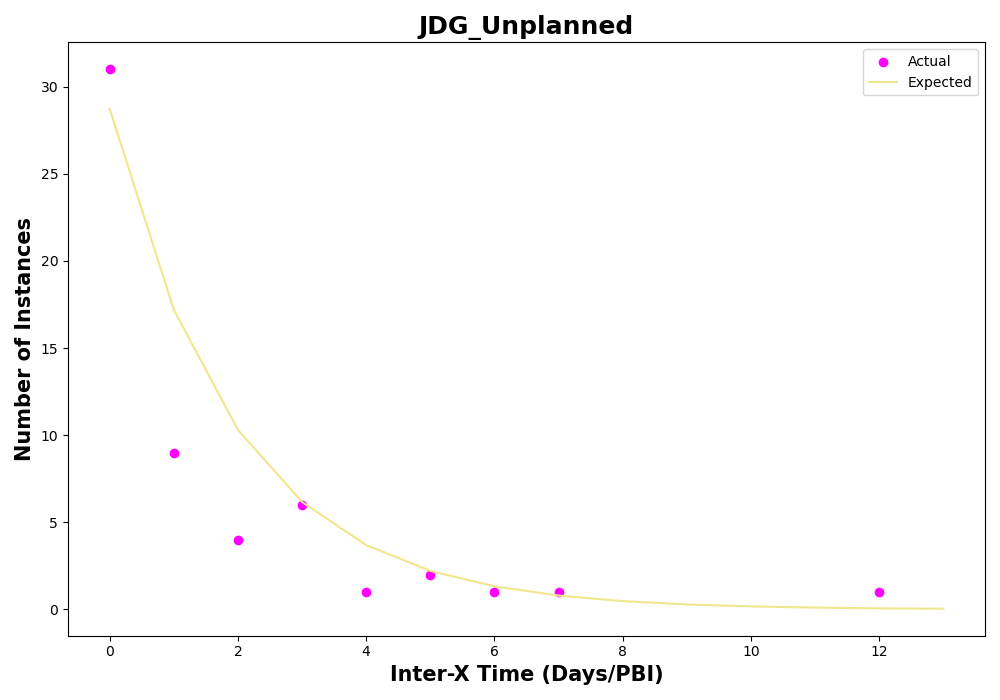 JDG_Unplanned
Actual
Expected
Number of Instances
30
25
20
15
10
5
0
0 2 4 6 8 10 12
Inter-X Time (Days/PBI)